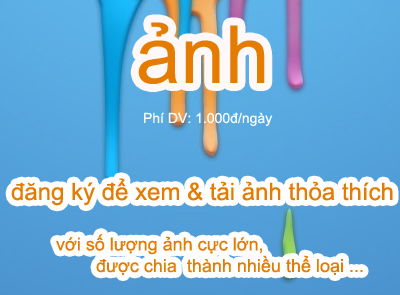 ảnh
Phí DV: 1.000đ/ngày
đăng ký để xem & tải ảnh thỏa thích
với số lượng ảnh cực lớn,
được chia thành nhiều thể loại ...